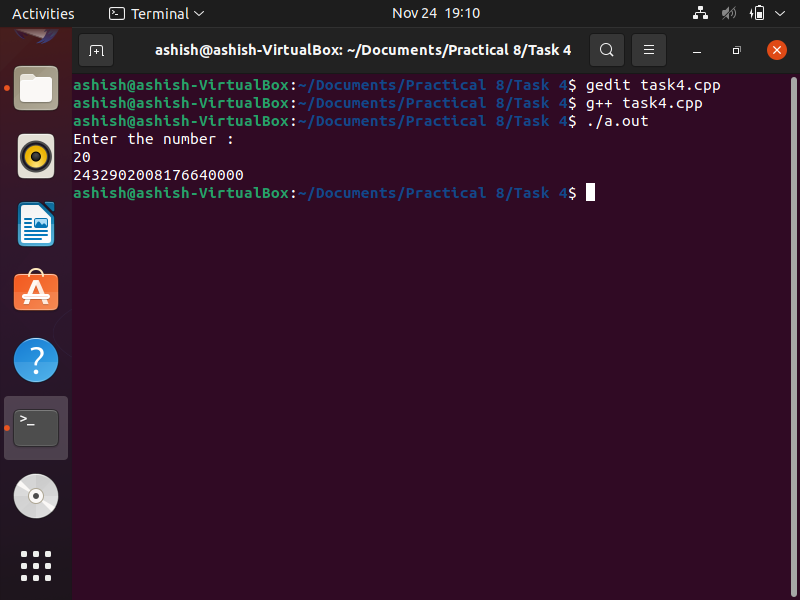 Activities Terminal Nov 24 19:10
ashish@ashish-VirtualBox: ~/Documents/Practical 8/Task 4
ashish@ashish-VirtualBox:~/Documents/Practical 8/Task 4$ gedit task4.cpp
ashish@ashish-VirtualBox:~/Documents/Practical 8/Task 4$ g++ task4.cpp
ashish@ashish-VirtualBox:~/Documents/Practical 8/Task 4$ ./a.out
Enter the number :
20
2432902008176640000
ashish@ashish-VirtualBox:~/Documents/Practical 8/Task 4$